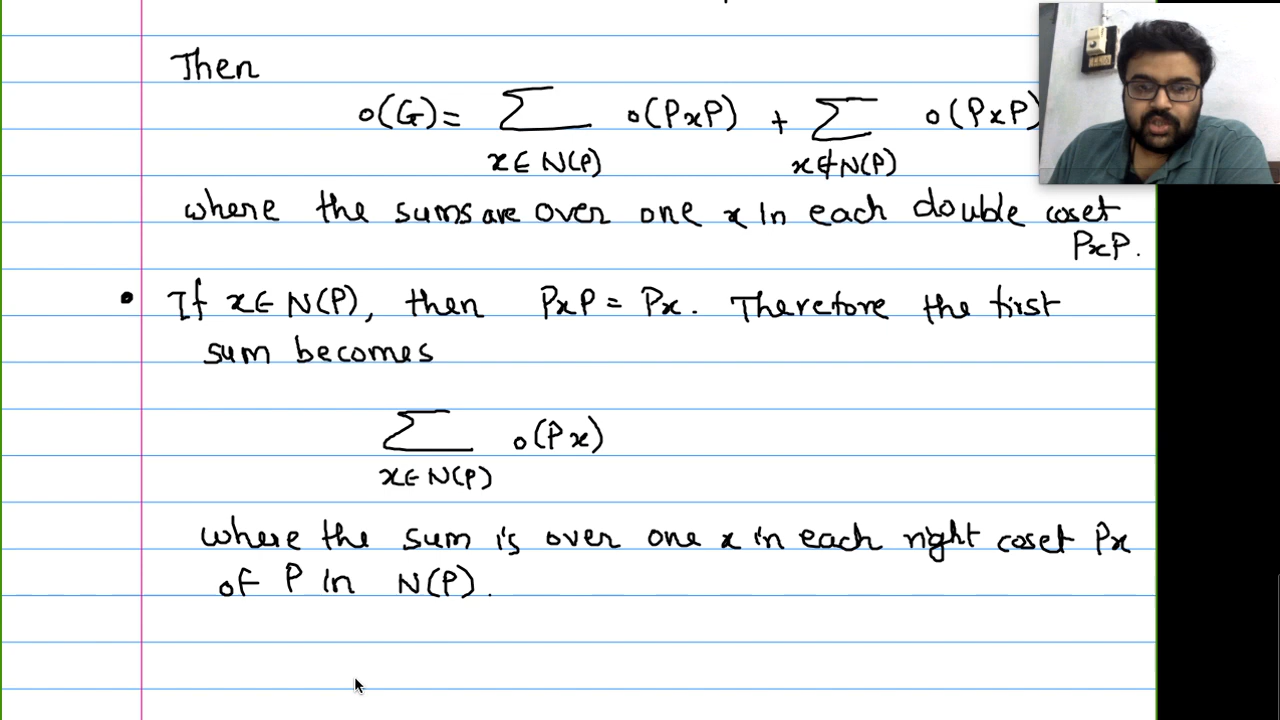 Then
o(G) = ∑ o(PxP) + ∑ o(PxP)
x ∈ N(P) x ∉ N(P)
where the sums are over one x in each double coset
PxP.
• If x ∈ N(P), then PxP = Px. Therefore the first
sum becomes
∑ o(Px)
x ∈ N(P)
where the sum is over one x in each right coset Px
of P in N(P).